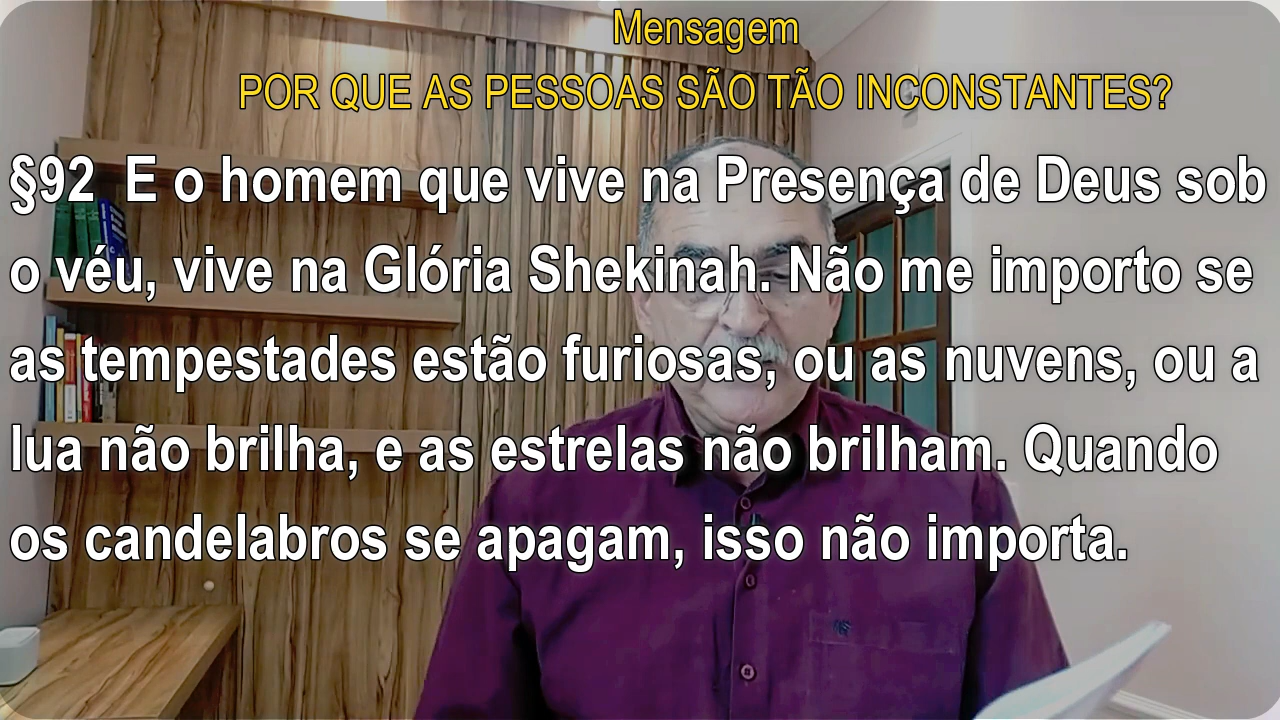 Mensagem
POR QUE AS PESSOAS SÃO TÃO INCONSTANTES?
§92 E o homem que vive na Presença de Deus sob
o véu, vive na Glória Shekinah. Não me importo se
as tempestades estão furiosas, ou as nuvens, ou a
lua não brilha, e as estrelas não brilham. Quando
os candelabros se apagam, isso não importa.